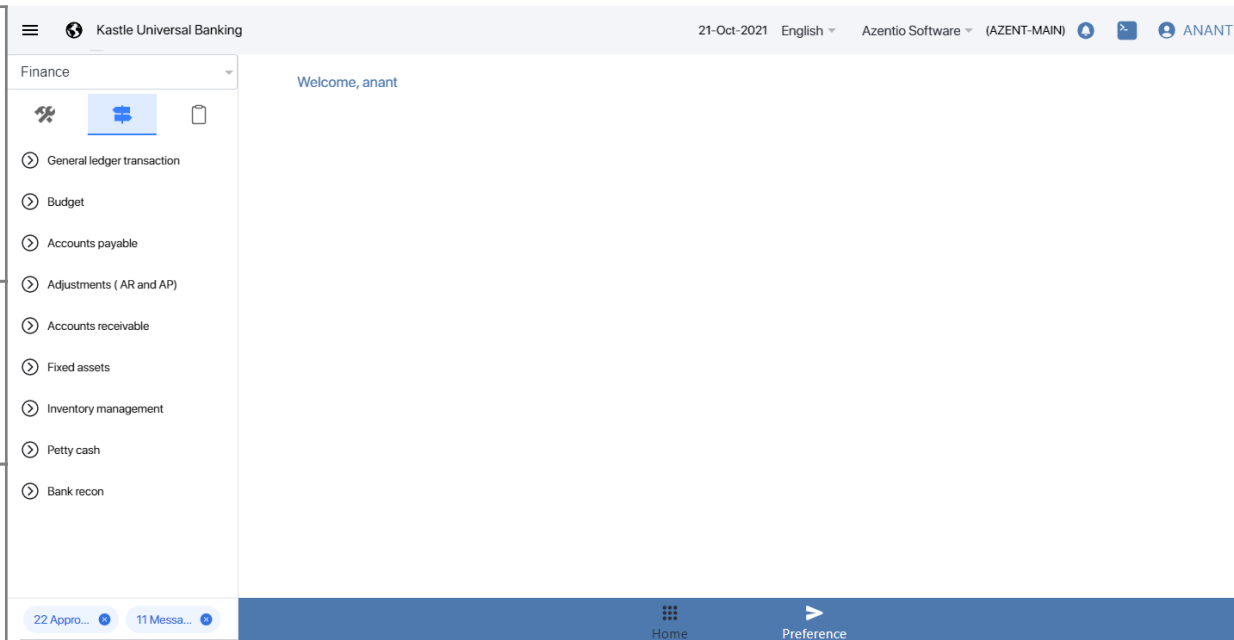 Kastle Universal Banking 21-Oct-2021 English Azentio Software (AZENT-MAIN) ANANT
Finance
Welcome, anant
General ledger transaction
Budget
Accounts payable
Adjustments ( AR and AP)
Accounts receivable
Fixed assets
Inventory management
Petty cash
Bank recon
22 Appro... 11 Messa...
Home Preference